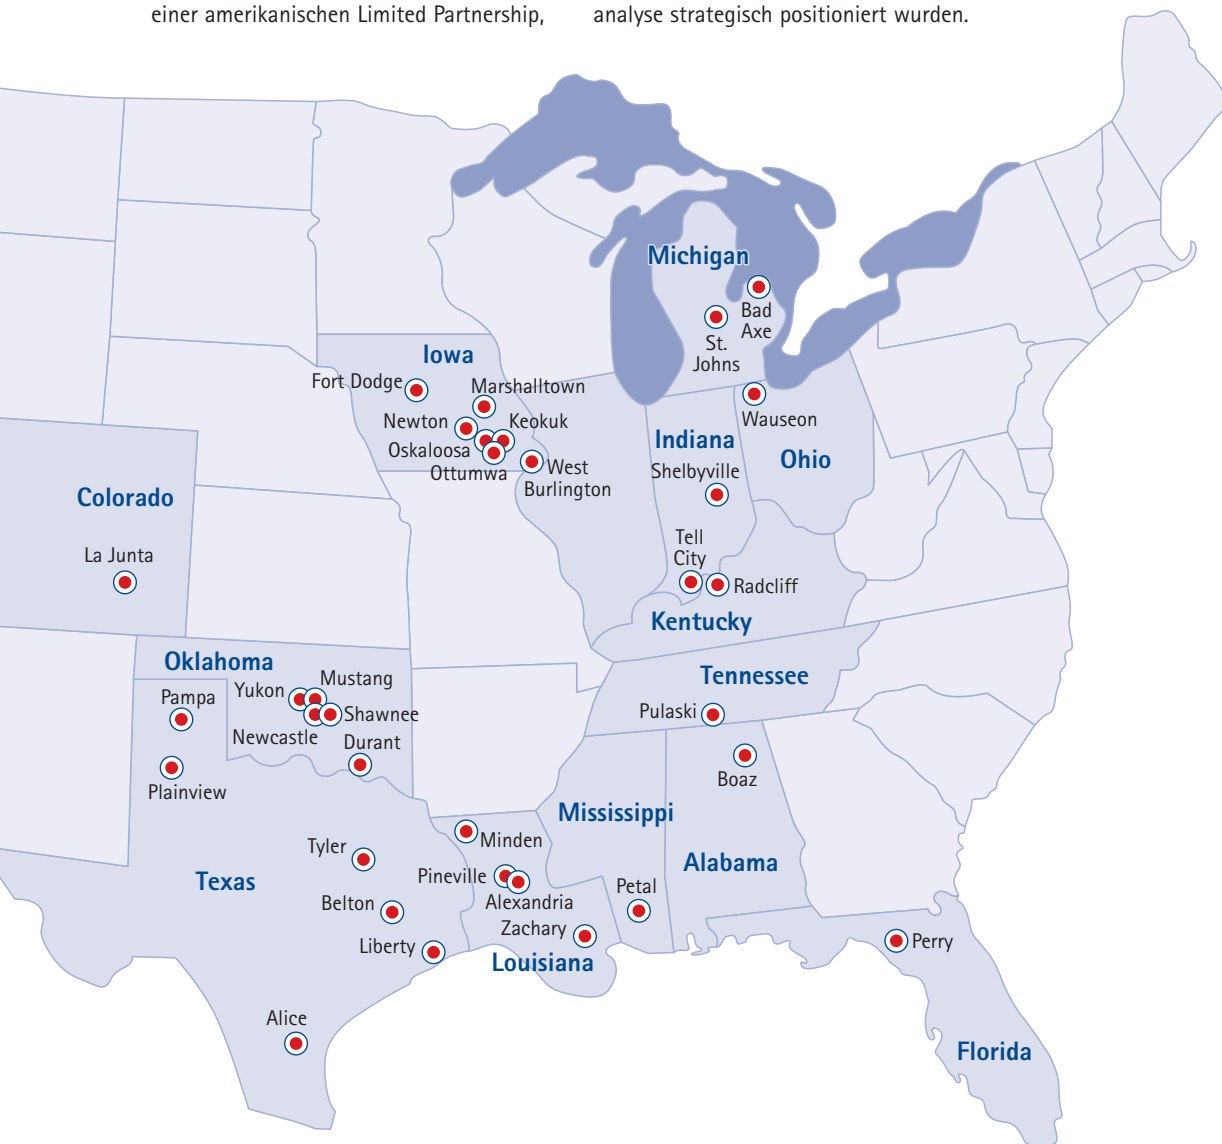 einer amerikanischen Limited Partnership,
analyse strategisch positioniert wurden.
Michigan
Bad
Axe
St.
Johns
Iowa
Fort Dodge
Marshalltown
Newton
Keokuk
Oskaloosa
Ottumwa
West
Burlington
Wauseon
Indiana
Ohio
Shelbyville
Colorado
La Junta
Tell
City
Radcliff
Kentucky
Oklahoma
Tennessee
Pampa
Yukon
Mustang
Shawnee
Newcastle
Durant
Pulaski
Plainview
Boaz
Mississippi
Tyler
Minden
Alabama
Texas
Pineville
Alexandria
Petal
Belton
Zachary
Liberty
Louisiana
Perry
Alice
Florida